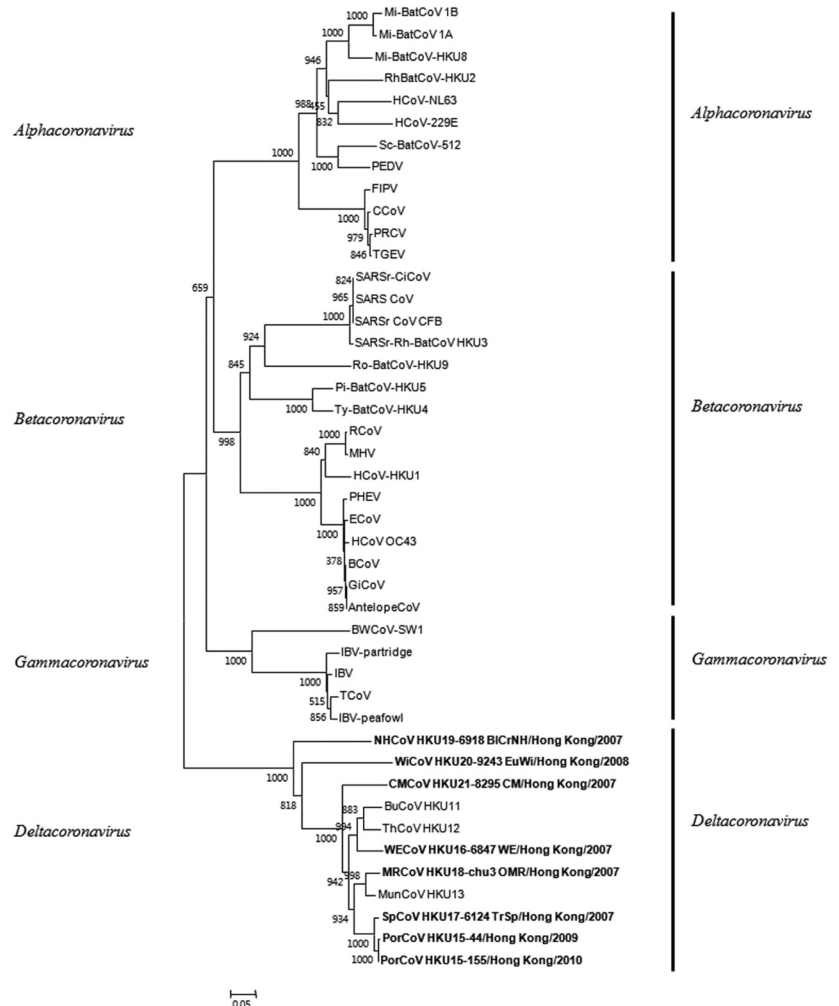 1000
Mi-BatCoV 1B
1000
Mi-BatCoV 1A
Mi-BatCoV-HKU8
946
RhBatCoV-HKU2
988
455
HCoV-NL63
832
HCoV-229E
Alphacoronavirus
Alphacoronavirus
1000
Sc-BatCoV-512
1000
PEDV
FIPV
1000
CCoV
979
PRCV
846
TGEV
824
SARSr-CiCoV
659
965
SARS CoV
1000
SARSr CoV CFB
924
SARSr-Rh-BatCoV HKU3
845
Ro-BatCoV-HKU9
Pi-BatCoV-HKU5
1000
Ty-BatCoV-HKU4
Betacoronavirus
Betacoronavirus
998
1000
RCoV
840
MHV
HCoV-HKU1
1000
PHEV
1000
ECoV
HCoV OC43
378
BCoV
957
GiCoV
859
AntelopeCoV
BWCoV-SW1
Gammacoronavirus
Gammacoronavirus
1000
IBV-partridge
1000
IBV
515
TCoV
856
IBV-peafowl
NHCoV HKU19-6918 BlCrNH/Hong Kong/2007
1000
WiCoV HKU20-9243 EuWi/Hong Kong/2008
CMCoV HKU21-8295 CM/Hong Kong/2007
818
883
BuCoV HKU11
Deltacoronavirus
Deltacoronavirus
994
ThCoV HKU12
1000
WECoV HKU16-6847 WE/Hong Kong/2007
MRCoV HKU18-chu3 OMR/Hong Kong/2007
942
998
MunCoV HKU13
934
SpCoV HKU17-6124 TrSp/Hong Kong/2007
1000
PorCoV HKU15-44/Hong Kong/2009
1000
PorCoV HKU15-155/Hong Kong/2010
0.05